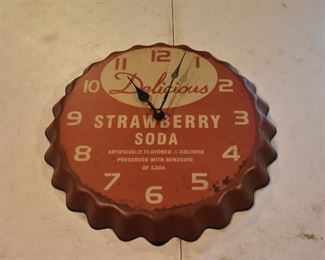 12
11 1
Delicious
10 2
STRAWBERRY
9 3
SODA
ARTIFICIALLY FLAVORED & COLORED
PRESERVED WITH BENZOATE
OF SODA
8 4
7 5
6